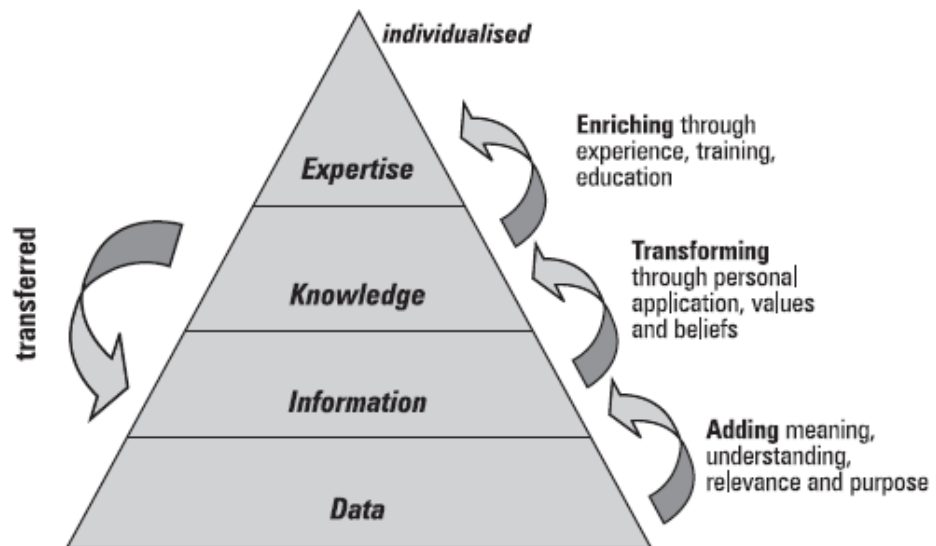 individualised
Enriching through
experience, training,
education
Expertise
transferred
Transforming
through personal
application, values
and beliefs
Knowledge
Information
Adding meaning,
understanding,
relevance and purpose
Data